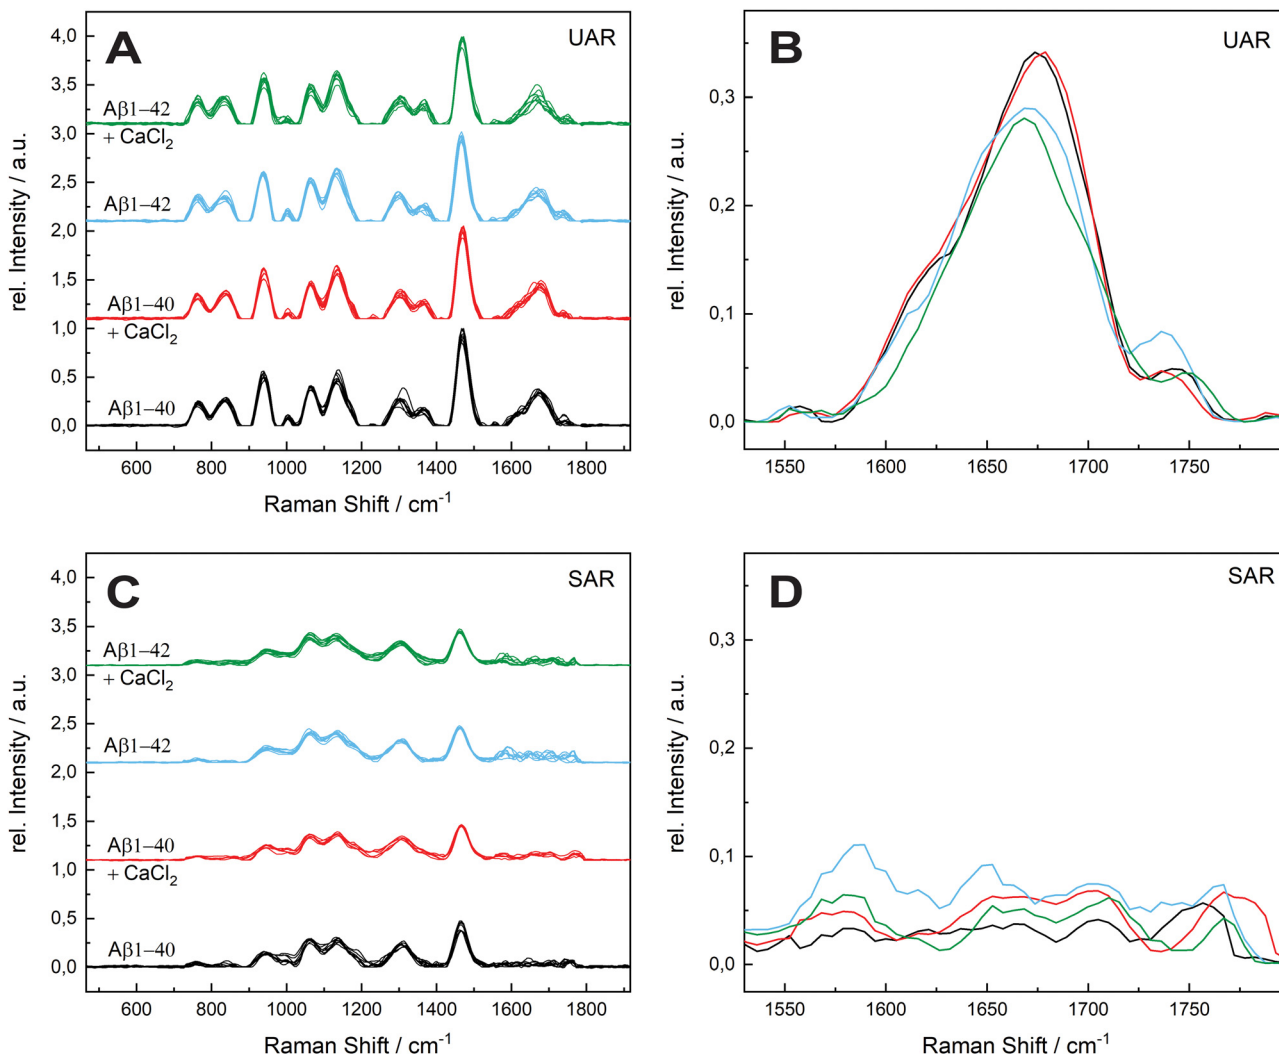 A
UAR
4,0
3,5
3,0
2,5
2,0
1,5
1,0
0,5
0,0
rel. Intensity / a.u.
Aβ1–42
+ CaCl₂
Aβ1–42
Aβ1–40
+ CaCl₂
Aβ1–40
600 800 1000 1200 1400 1600 1800
Raman Shift / cm⁻¹
B
UAR
0,3
0,2
0,1
0,0
rel. Intensity / a.u.
1550 1600 1650 1700 1750
Raman Shift / cm⁻¹
C
SAR
4,0
3,5
3,0
2,5
2,0
1,5
1,0
0,5
0,0
rel. Intensity / a.u.
Aβ1–42
+ CaCl₂
Aβ1–42
Aβ1–40
+ CaCl₂
Aβ1–40
600 800 1000 1200 1400 1600 1800
Raman Shift / cm⁻¹
D
SAR
0,3
0,2
0,1
0,0
rel. Intensity / a.u.
1550 1600 1650 1700 1750
Raman Shift / cm⁻¹